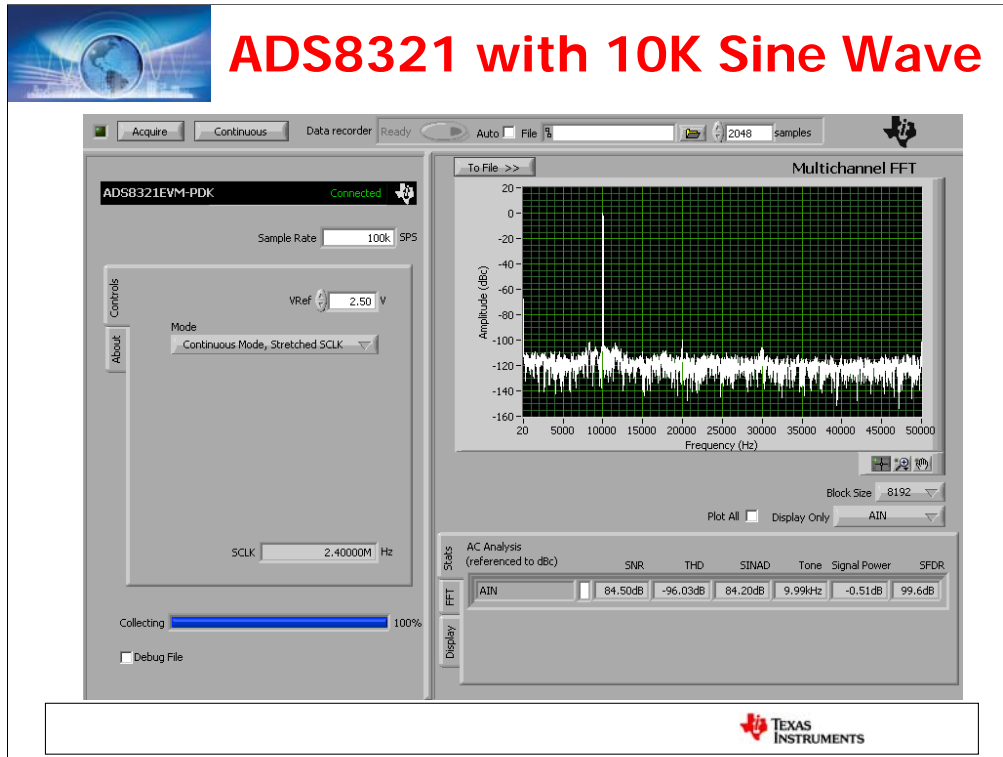 ADS8321 with 10K Sine Wave
Acquire Continuous Data recorder Ready Auto File 2048 samples
To File >> Multichannel FFT
ADS8321EVM-PDK Connected
Sample Rate 100k SPS
Controls
About
VRef 2.50 V
Mode
Continuous Mode, Stretched SCLK
SCLK 2.40000M Hz
Collecting 100%
Debug File
Amplitude (dBc)
20
0
-20
-40
-60
-80
-100
-120
-140
-160
20 5000 10000 15000 20000 25000 30000 35000 40000 45000 50000
Frequency (Hz)
Block Size 8192
Plot All Display Only AIN
Stats
FFT
Display
AC Analysis
(referenced to dBc) SNR THD SINAD Tone Signal Power SFDR
AIN 84.50dB -96.03dB 84.20dB 9.99kHz -0.51dB 99.6dB
TEXAS
INSTRUMENTS